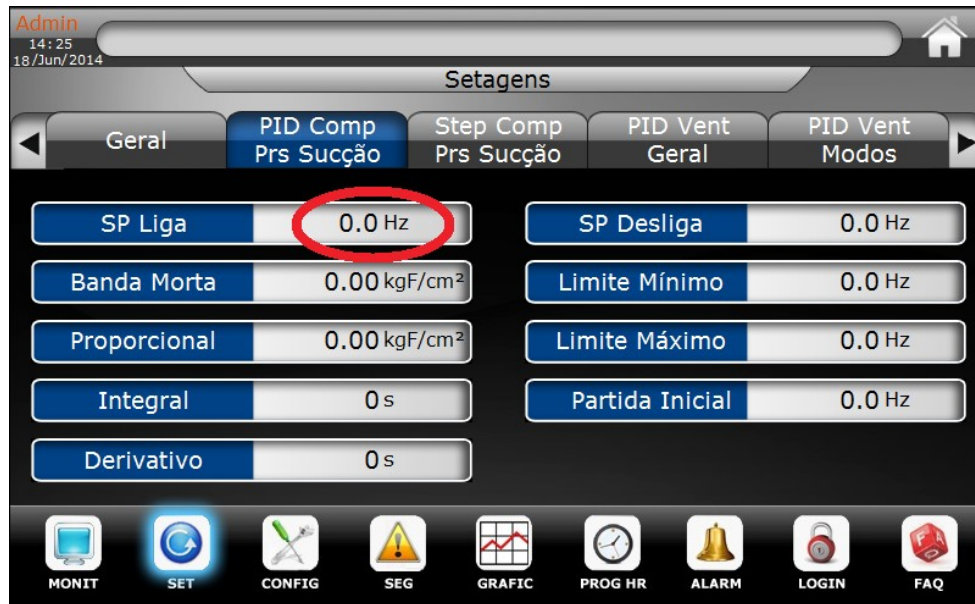 Admin
14:25
18/Jun/2014
Setagens
Geral
PID Comp
Prs Sucção
Step Comp
Prs Sucção
PID Vent
Geral
PID Vent
Modos
SP Liga 0.0 Hz
SP Desliga 0.0 Hz
Banda Morta 0.00 kgF/cm²
Limite Mínimo 0.0 Hz
Proporcional 0.00 kgF/cm²
Limite Máximo 0.0 Hz
Integral 0 s
Partida Inicial 0.0 Hz
Derivativo 0 s
MONIT
SET
CONFIG
SEG
GRAFIC
PROG HR
ALARM
LOGIN
FAQ